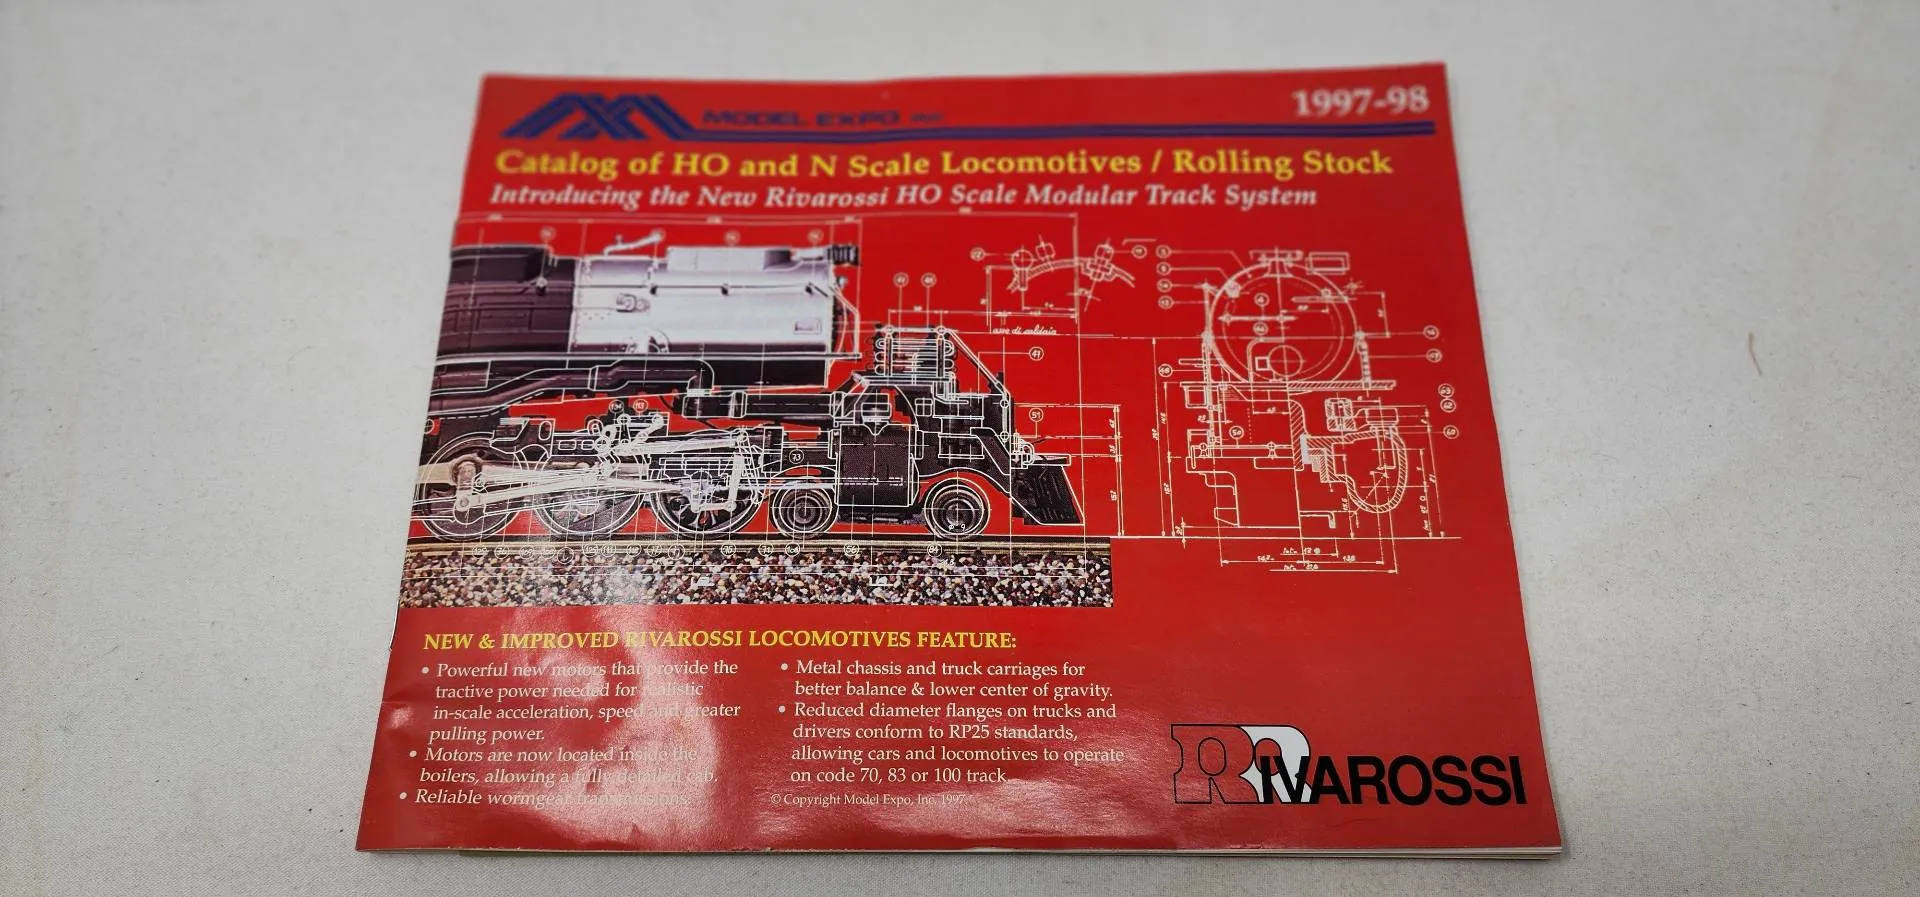 MODEL EXPO INC
1997-98
Catalog of HO and N Scale Locomotives / Rolling Stock
Introducing the New Rivarossi HO Scale Modular Track System
asse di caldaia
NEW & IMPROVED RIVAROSSI LOCOMOTIVES FEATURE:
• Powerful new motors that provide the
tractive power needed for realistic
in-scale acceleration, speed and greater
pulling power.
• Motors are now located inside the
boilers, allowing a fully detailed cab.
• Reliable wormgear transmissions.
• Metal chassis and truck carriages for
better balance & lower center of gravity.
• Reduced diameter flanges on trucks and
drivers conform to RP25 standards,
allowing cars and locomotives to operate
on code 70, 83 or 100 track.
© Copyright Model Expo, Inc. 1997
RIVAROSSI